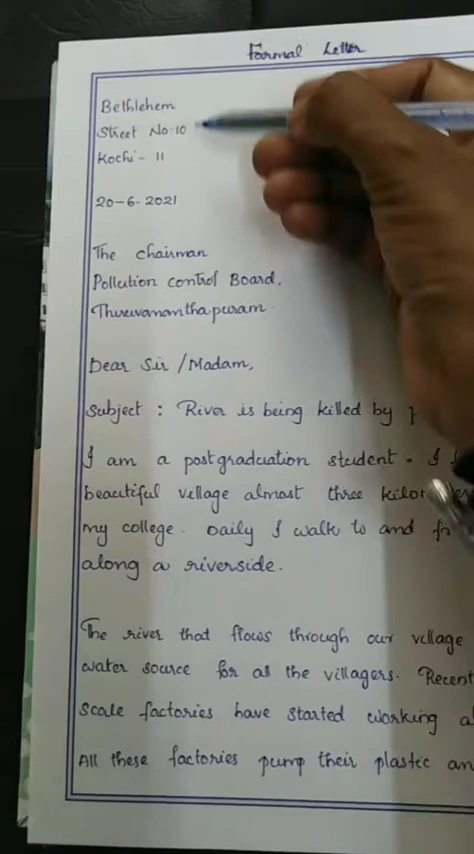 Formal Letter
Bethlehem
Street No:10
Kochi - 11
20-6-2021
The chairman
Pollution control Board,
Thiruvananthapuram.
Dear Sir /Madam,
Subject : River is being killed by
I am a postgraduation student. I
beautiful village almost three
my college. Daily I walk to and
along a riverside.
The river that flows through our village
water source for all the villagers. Recent
scale factories have started working
All these factories pump their plastic an